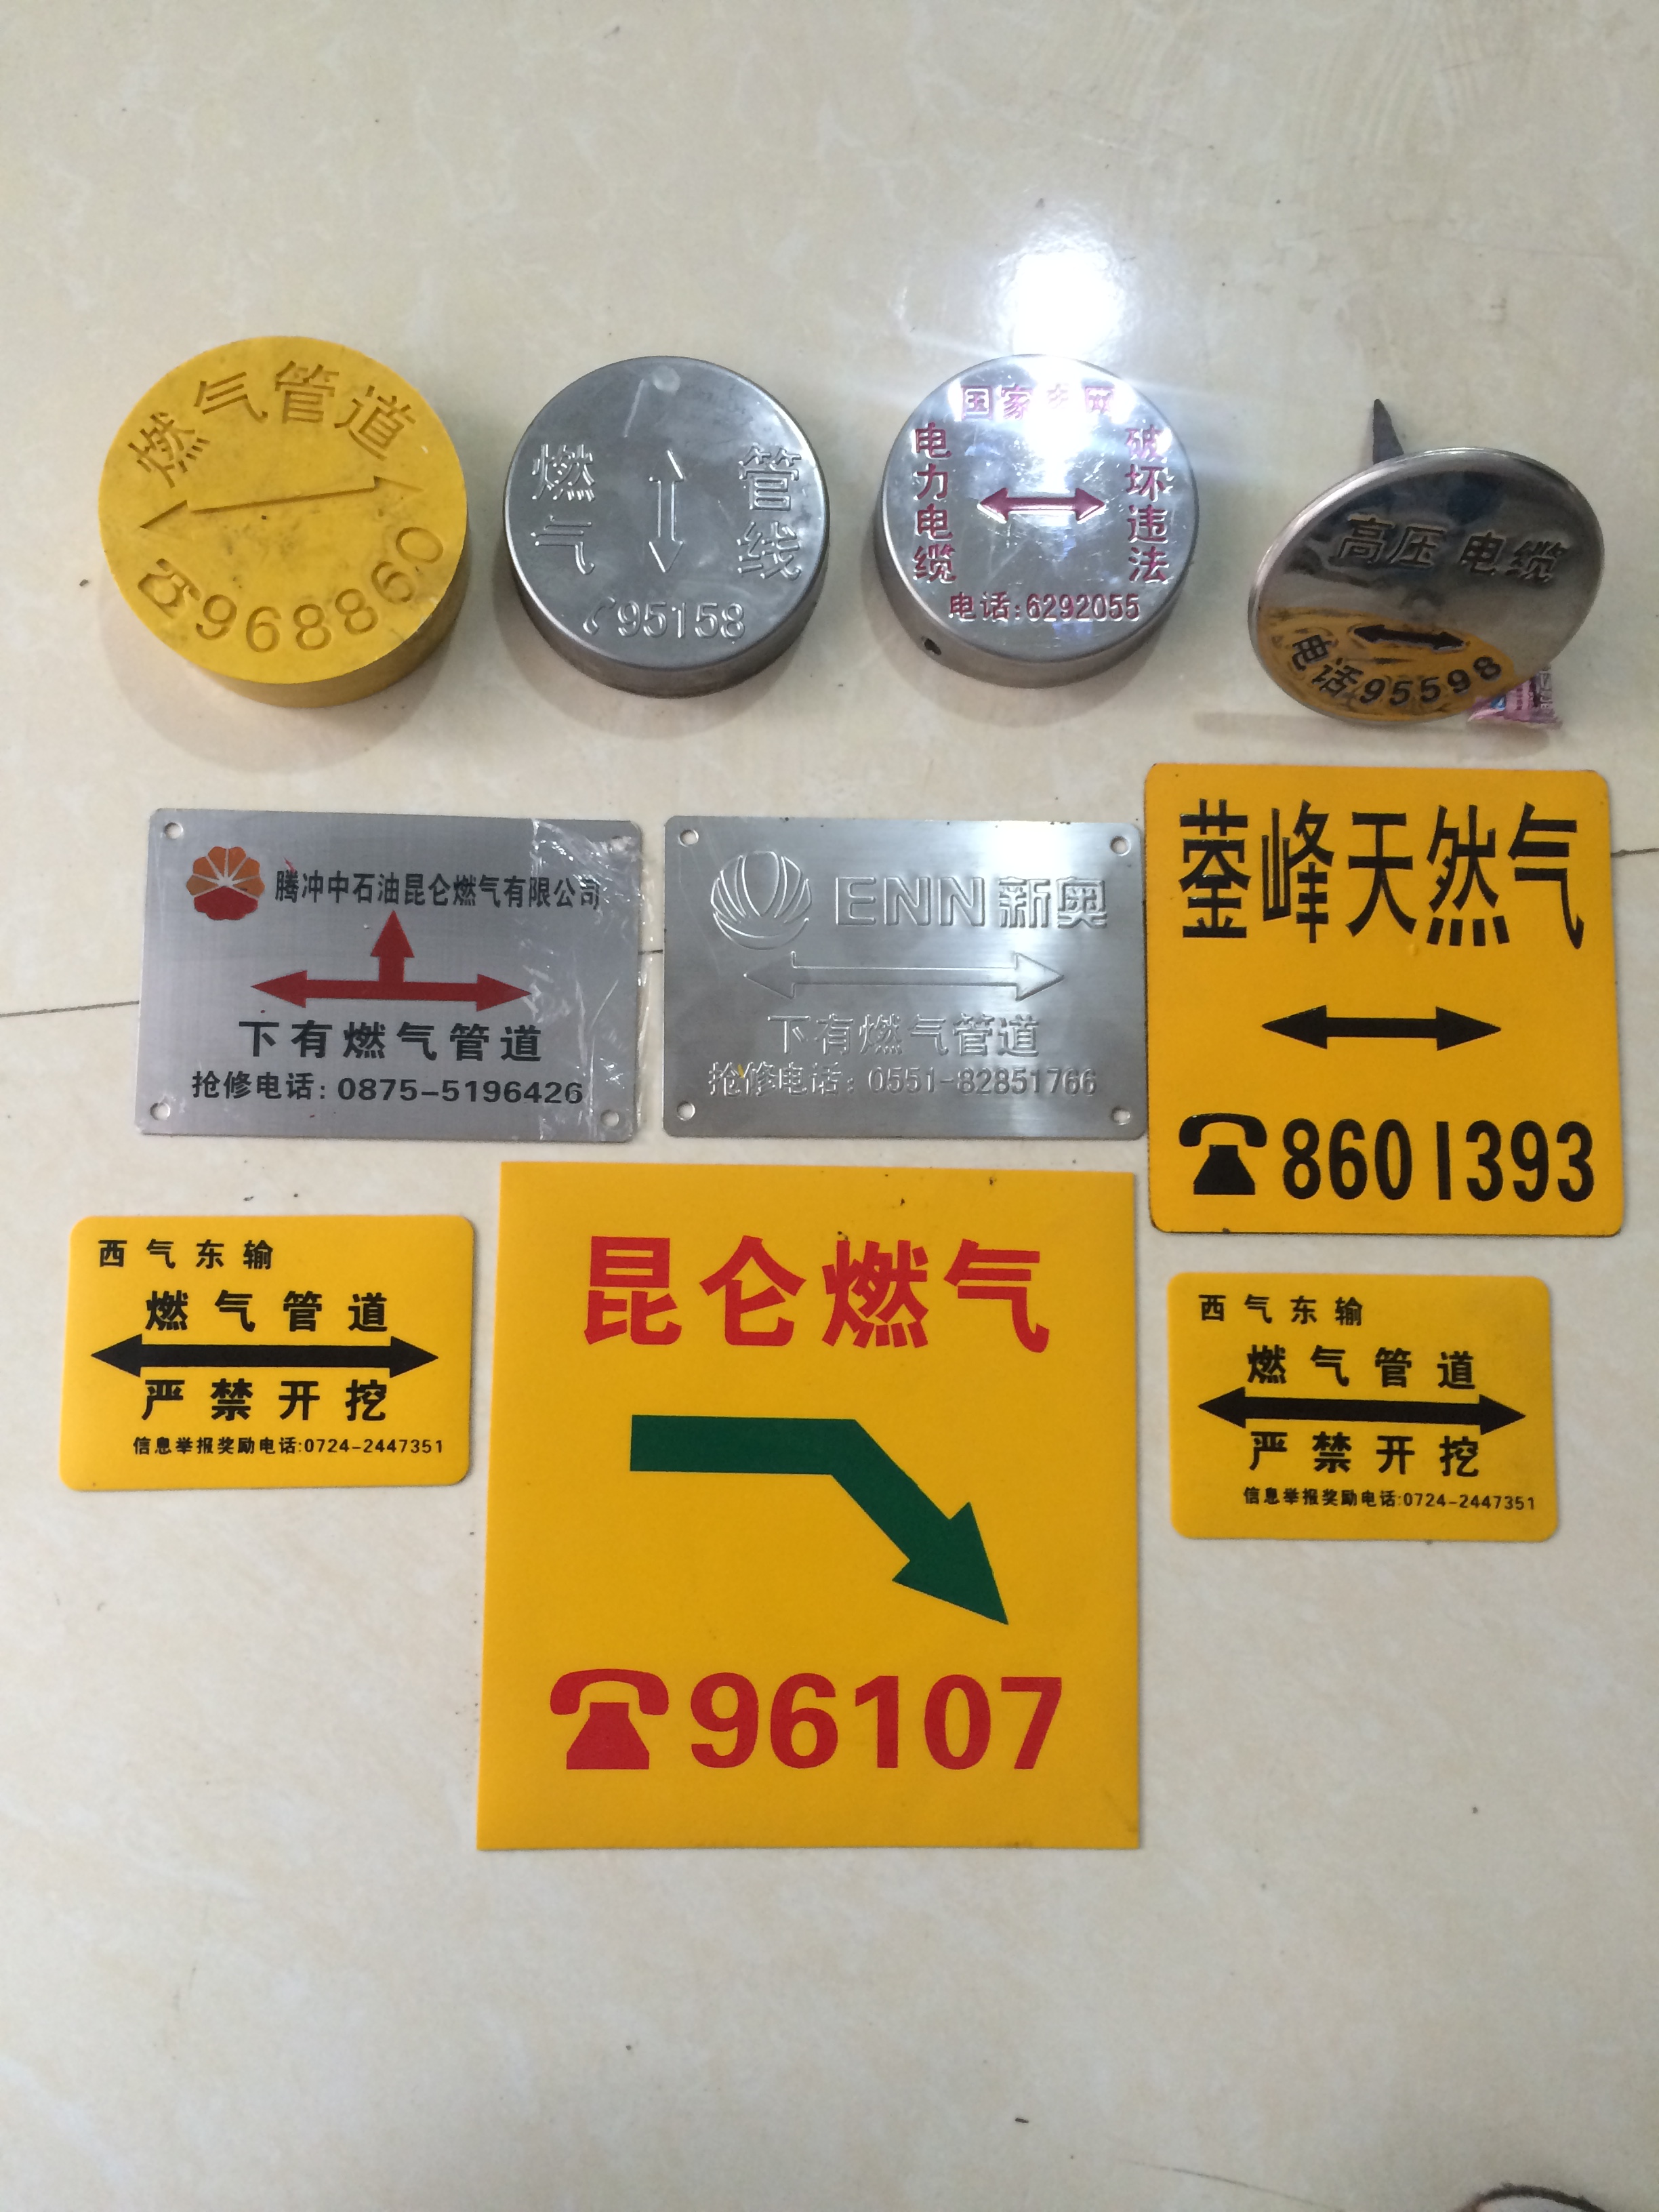 燃气管道
968860
燃气
管线
95158
国家电网
电力电缆
破坏违法
电话:6292055
高压 电缆
电话95598
腾冲中石油昆仑燃气有限公司
下有燃气管道
抢修电话: 0875-5196426
ENN新奥
下有燃气管道
抢修电话: 0551-82851766
蓥峰天然气
8601393
西气东输
燃气管道
严禁开挖
信息举报奖励电话:0724-2447351
昆仑燃气
96107
西气东输
燃气管道
严禁开挖
信息举报奖励电话:0724-2447351